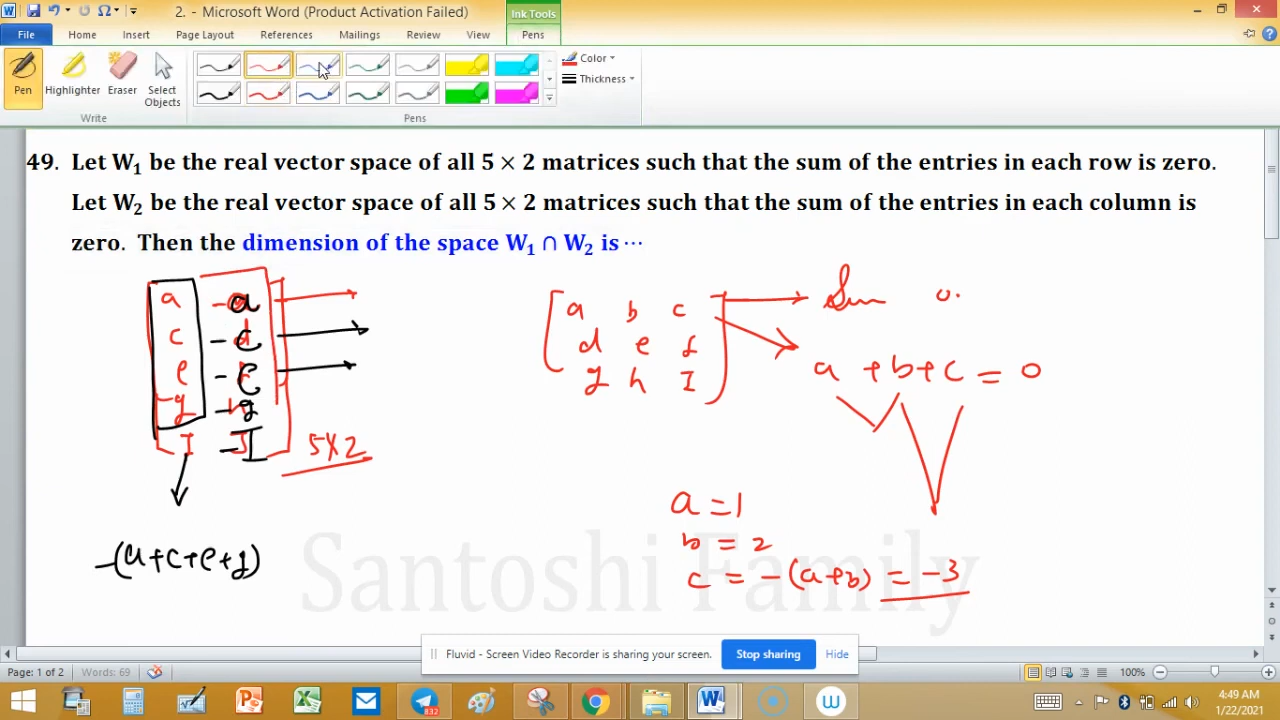 2. - Microsoft Word (Product Activation Failed)
Ink Tools
File Home Insert Page Layout References Mailings Review View Pens
Pen Highlighter Eraser Select Objects
Color
Thickness
Write Pens
49. Let W₁ be the real vector space of all 5 × 2 matrices such that the sum of the entries in each row is zero.
Let W₂ be the real vector space of all 5 × 2 matrices such that the sum of the entries in each column is
zero. Then the dimension of the space W₁ ∩ W₂ is ⋯
a -a
c -c
e -e
g -g
I -I
5×2
-(a+c+e+g)
a b c
d e f
g h I
Sum 0.
a + b + c = 0
a = 1
b = 2
c = -(a+b) = -3
Santoshi Family
Fluvid - Screen Video Recorder is sharing your screen. Stop sharing Hide
Page: 1 of 2 Words: 69 100%
832
4:49 AM
1/22/2021